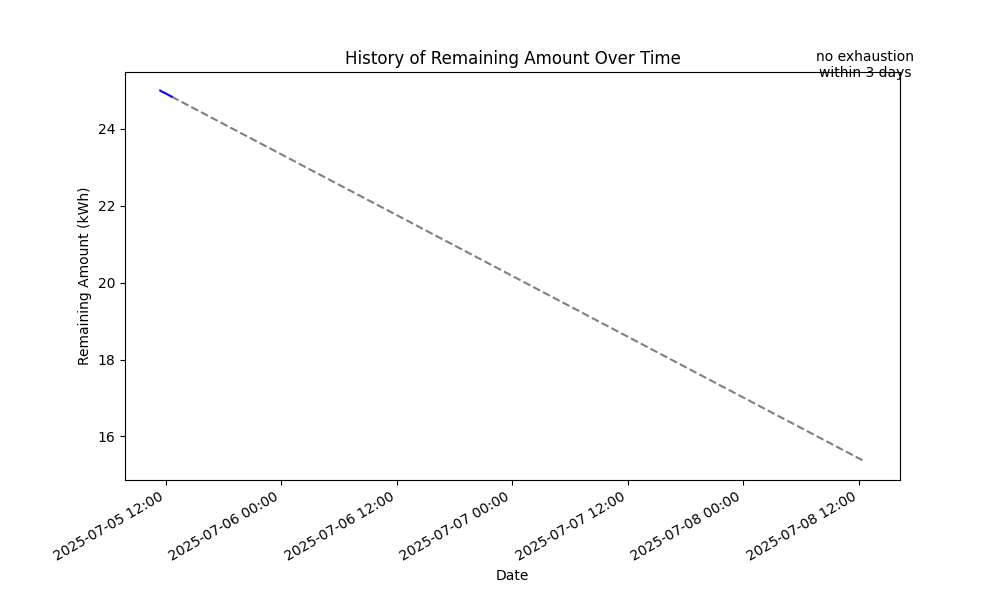 History of Remaining Amount Over Time
no exhaustion
within 3 days
Remaining Amount (kWh)
24
22
20
18
16
2025-07-05 12:00
2025-07-06 00:00
2025-07-06 12:00
2025-07-07 00:00
2025-07-07 12:00
2025-07-08 00:00
2025-07-08 12:00
Date